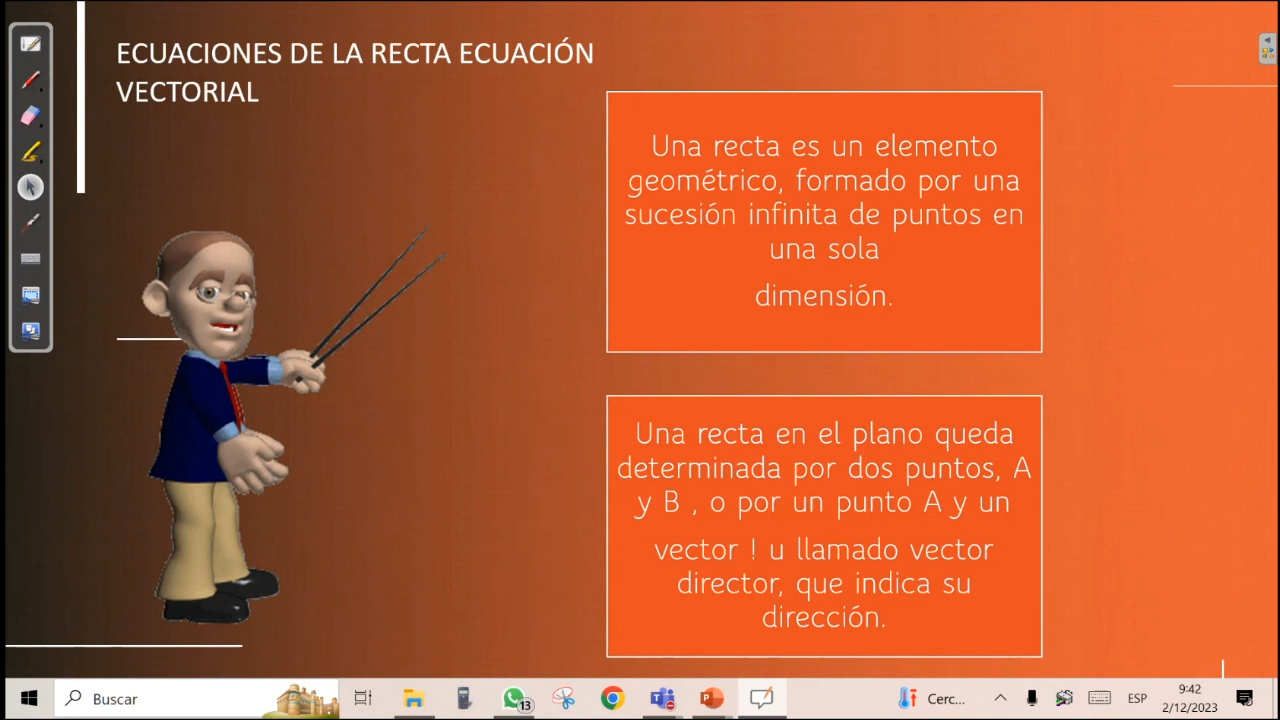 ECUACIONES DE LA RECTA ECUACIÓN
VECTORIAL
Una recta es un elemento
geométrico, formado por una
sucesión infinita de puntos en
una sola
dimensión.
Una recta en el plano queda
determinada por dos puntos, A
y B , o por un punto A y un
vector ! u llamado vector
director, que indica su
dirección.
Buscar
13
Cerc...
ESP
9:42
2/12/2023